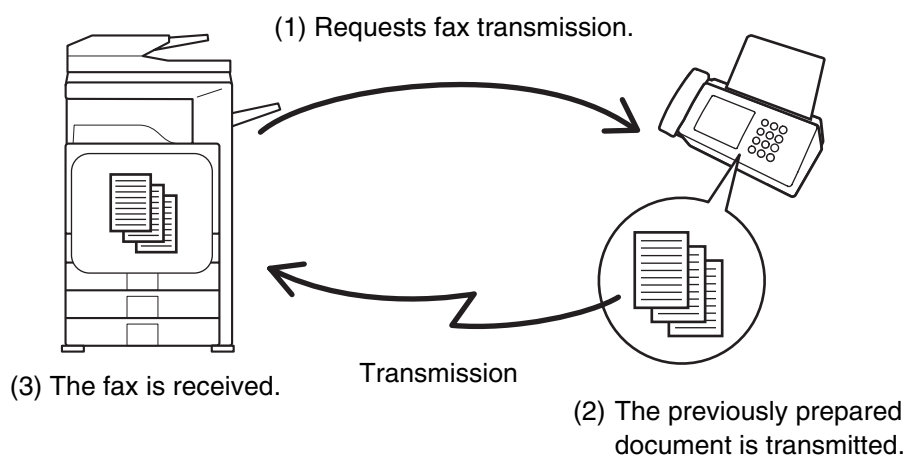 (1) Requests fax transmission.
(3) The fax is received.
Transmission
(2) The previously prepared
document is transmitted.